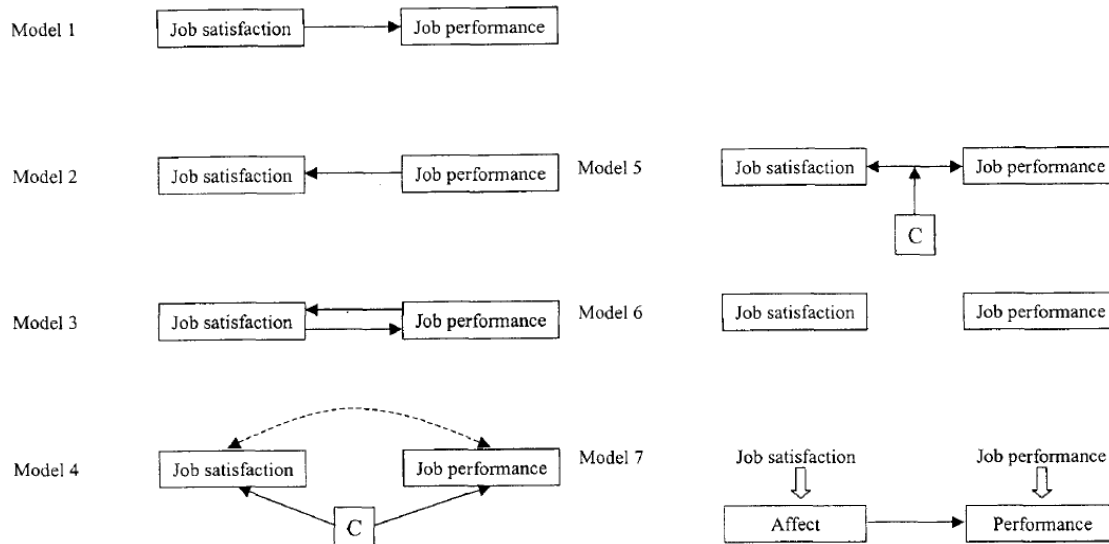 Model 1
Job satisfaction
Job performance
Model 2
Job satisfaction
Job performance
Model 3
Job satisfaction
Job performance
Model 4
Job satisfaction
Job performance
C
Model 5
Job satisfaction
Job performance
C
Model 6
Job satisfaction
Job performance
Model 7
Job satisfaction
Job performance
Affect
Performance